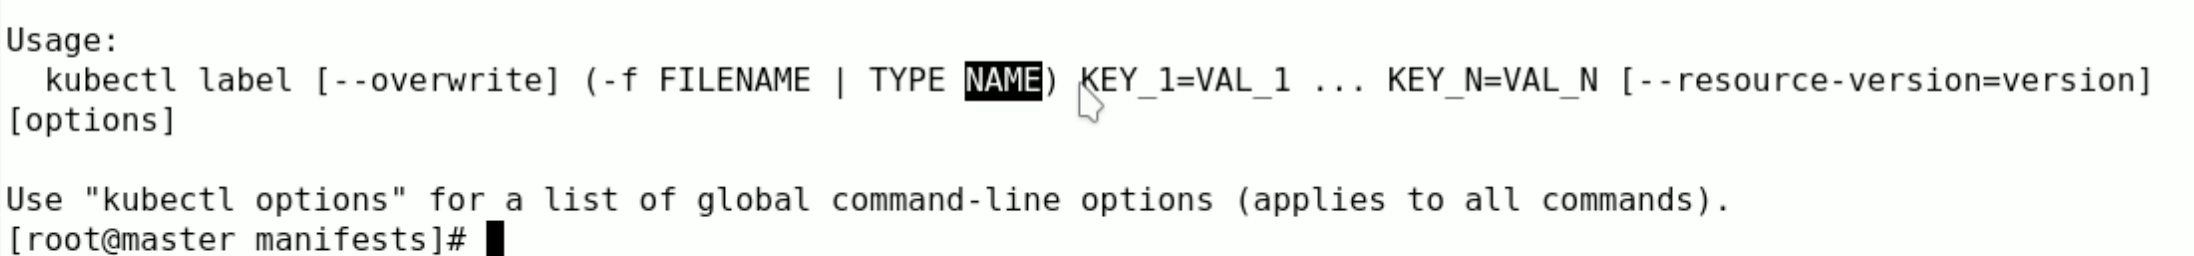 Usage:
  kubectl label [--overwrite] (-f FILENAME | TYPE NAME) KEY_1=VAL_1 ... KEY_N=VAL_N [--resource-version=version]
[options]

Use "kubectl options" for a list of global command-line options (applies to all commands).
[root@master manifests]#